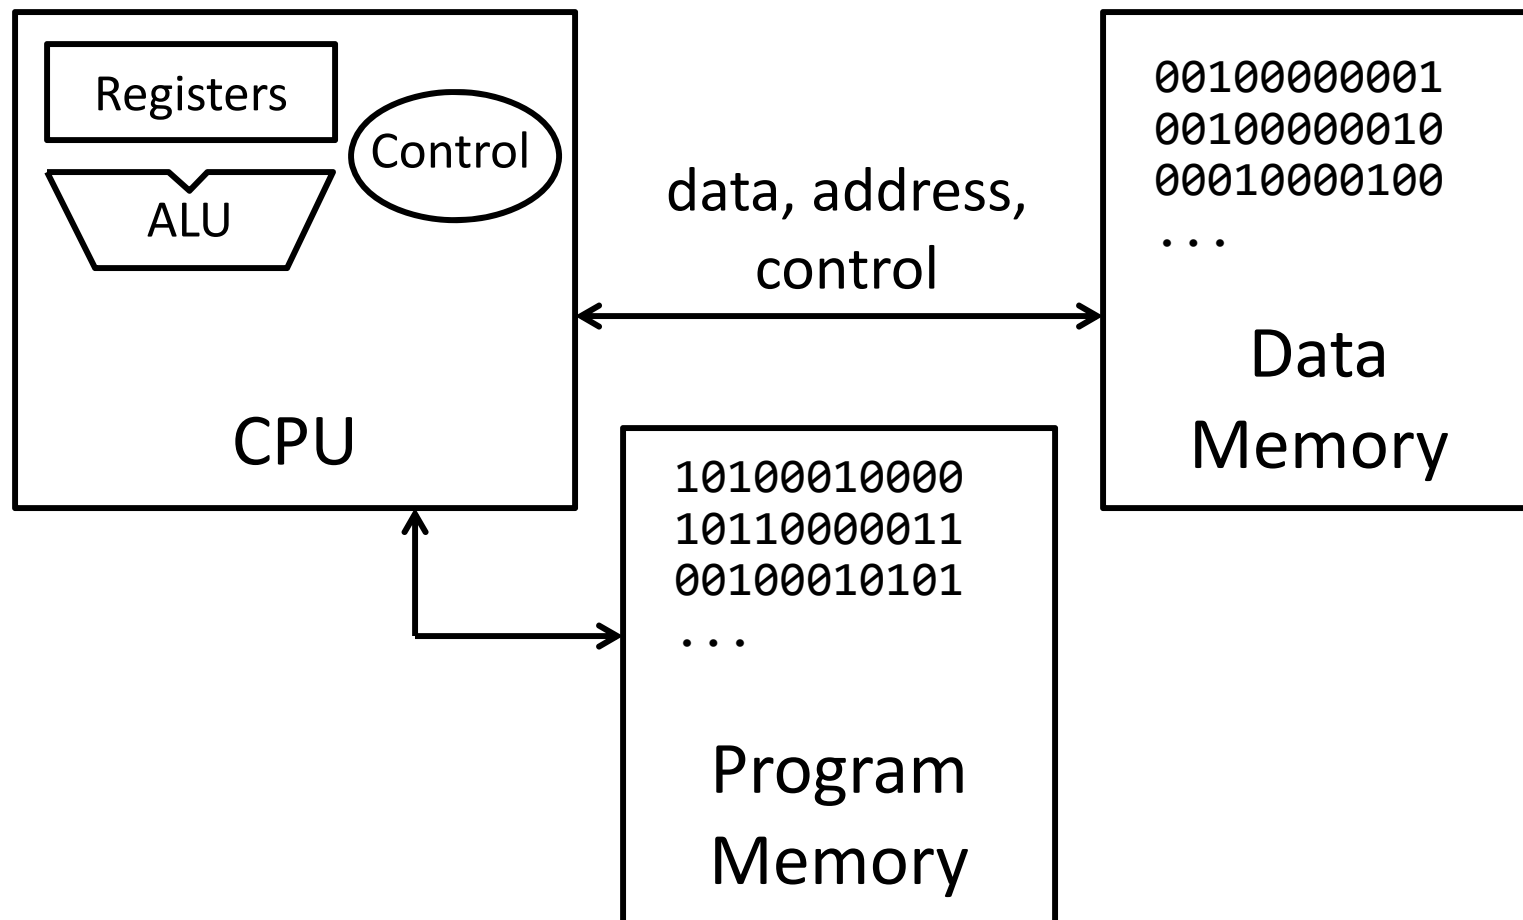 Registers
Control
ALU
CPU
data, address,
control
00100000001
00100000010
00010000100
...
Data
Memory
10100010000
10110000011
00100010101
...
Program
Memory